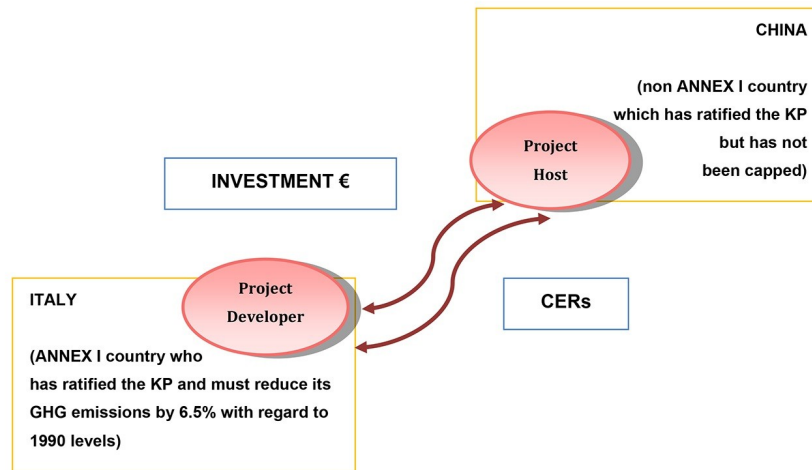 CHINA
(non ANNEX I country
which has ratified the KP
but has not
been capped)
Project
Host
INVESTMENT €
CERs
Project
Developer
ITALY
(ANNEX I country who
has ratified the KP and must reduce its
GHG emissions by 6.5% with regard to
1990 levels)